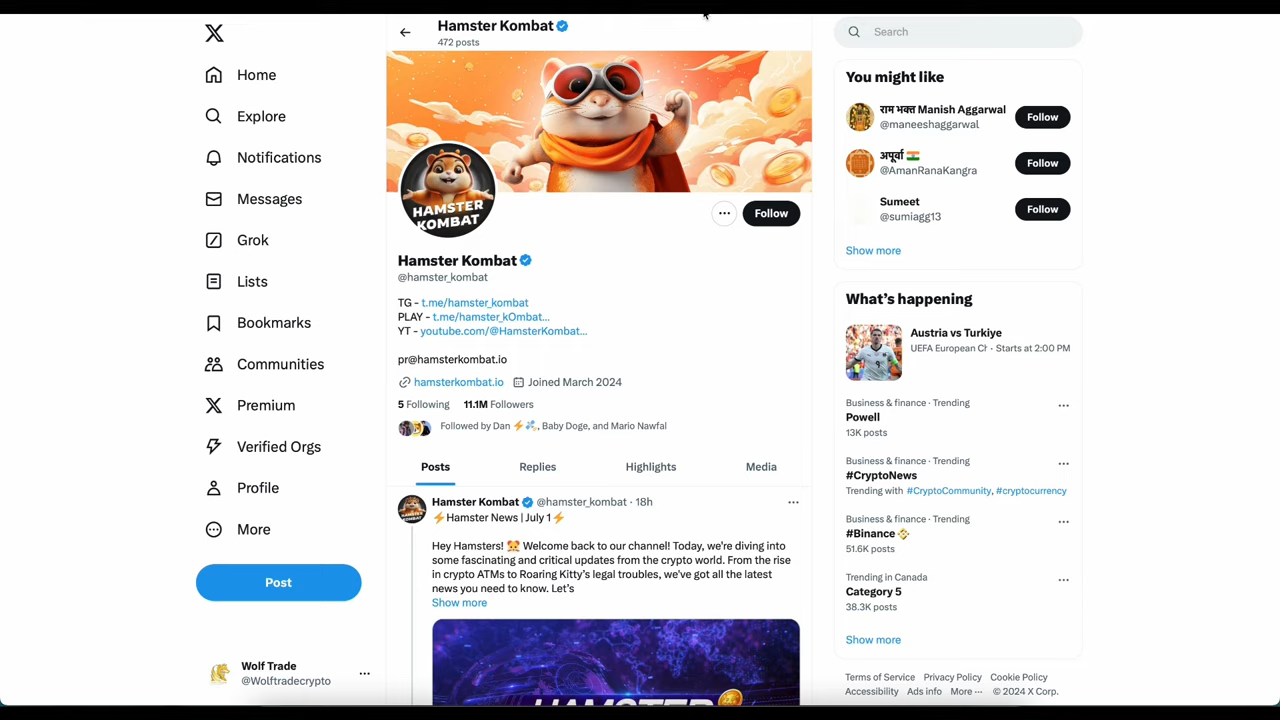 Home
Explore
Notifications
Messages
Grok
Lists
Bookmarks
Communities
Premium
Verified Orgs
Profile
More
Post
Wolf Trade
@Wolftradecrypto
Hamster Kombat
472 posts
HAMSTER
KOMBAT
Follow
Hamster Kombat
@hamster_kombat
TG - t.me/hamster_kombat
PLAY - t.me/hamster_kOmbat...
YT - youtube.com/@HamsterKombat...
pr@hamsterkombat.io
hamsterkombat.io Joined March 2024
5 Following 11.1M Followers
Followed by Dan ⚡💨, Baby Doge, and Mario Nawfal
Posts Replies Highlights Media
Hamster Kombat @hamster_kombat · 18h
⚡Hamster News | July 1⚡
Hey Hamsters! 🐹 Welcome back to our channel! Today, we're diving into
some fascinating and critical updates from the crypto world. From the rise
in crypto ATMs to Roaring Kitty's legal troubles, we've got all the latest
news you need to know. Let's
Show more
HAMSTER
Search
You might like
राम भक्त Manish Aggarwal
@maneeshaggarwal
Follow
अपूर्वा 🇮🇳
@AmanRanaKangra
Follow
Sumeet
@sumiagg13
Follow
Show more
What's happening
Austria vs Turkiye
UEFA European Ch · Starts at 2:00 PM
Business & finance · Trending
Powell
13K posts
Business & finance · Trending
#CryptoNews
Trending with #CryptoCommunity, #cryptocurrency
Business & finance · Trending
#Binance
51.6K posts
Trending in Canada
Category 5
38.3K posts
Show more
Terms of Service Privacy Policy Cookie Policy
Accessibility Ads info More ··· © 2024 X Corp.